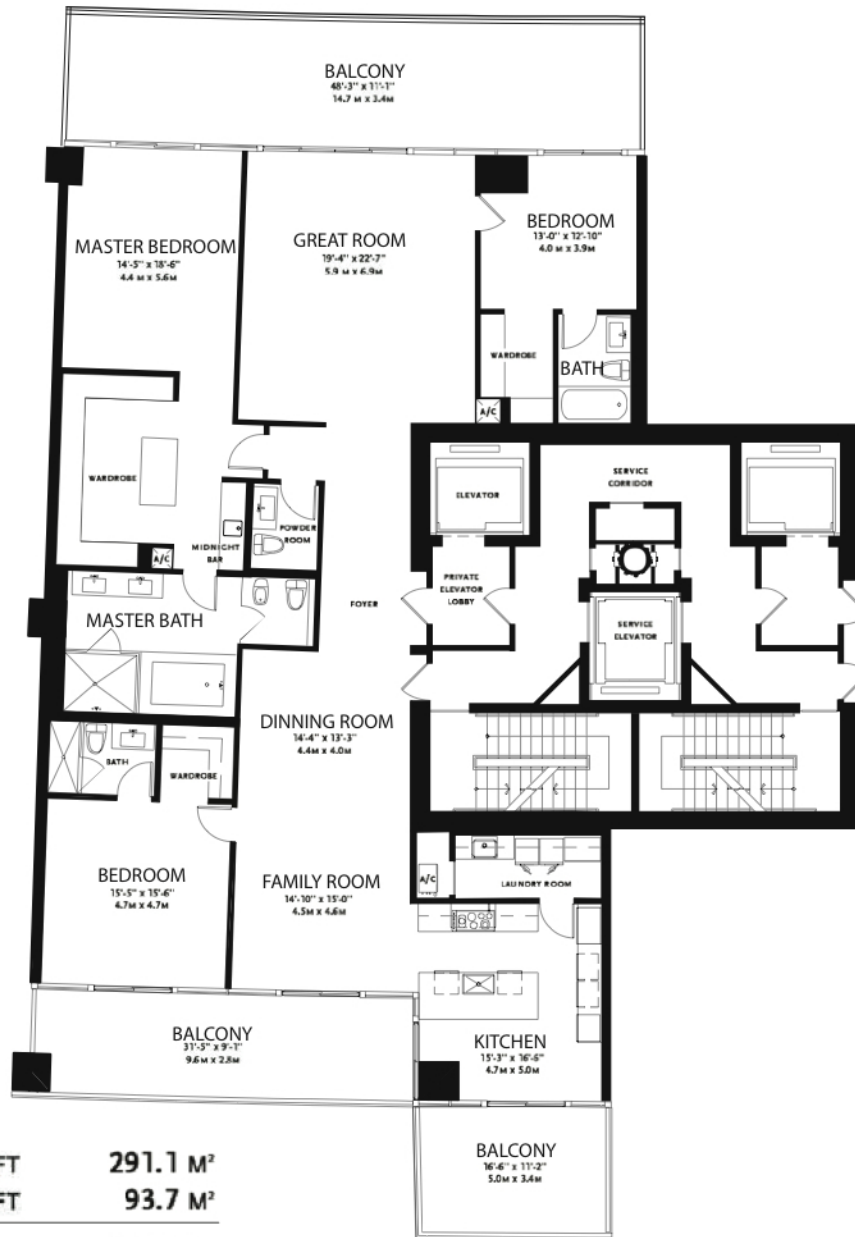 BALCONY
48'-3" x 11'-1"
14.7 M x 3.4M
MASTER BEDROOM
14'-5" x 18'-6"
4.4 M x 5.6M
GREAT ROOM
19'-4" x 22'-7"
5.9 M x 6.9M
BEDROOM
13'-0" x 12'-10"
4.0 M x 3.9M
WARDROBE
BATH
A/C
WARDROBE
ELEVATOR
SERVICE
CORRIDOR
POWDER
ROOM
MIDNIGHT
BAR
A/C
PRIVATE
ELEVATOR
LOBBY
FOYER
SERVICE
ELEVATOR
MASTER BATH
DINNING ROOM
14'-4" x 13'-3"
4.4M x 4.0M
BATH
WARDROBE
BEDROOM
15'-5" x 15'-6"
4.7M x 4.7M
FAMILY ROOM
14'-10" x 15'-0"
4.5M x 4.6M
A/C
LAUNDRY ROOM
BALCONY
31'-5" x 9'-1"
9.6M x 2.8M
KITCHEN
15'-3" x 16'-6"
4.7M x 5.0M
BALCONY
16'-6" x 11'-2"
5.0M x 3.4M
FT 291.1 M²
FT 93.7 M²